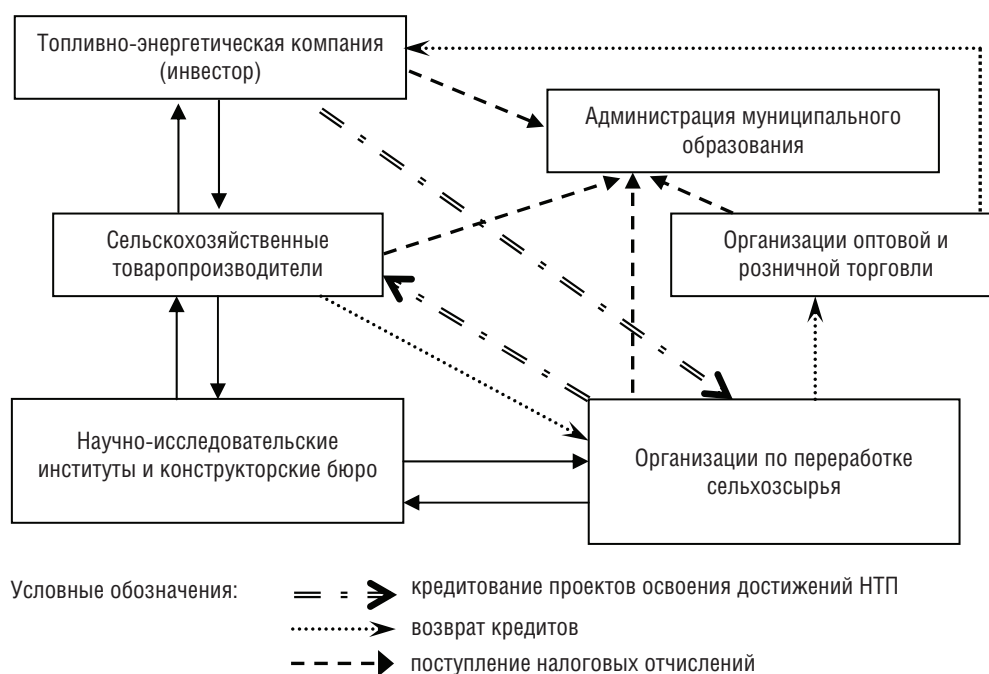 Топливно-энергетическая компания
(инвестор)
Администрация муниципального
образования
Сельскохозяйственные
товаропроизводители
Организации оптовой и
розничной торговли
Научно-исследовательские
институты и конструкторские бюро
Организации по переработке
сельхозсырья
Условные обозначения:
кредитование проектов освоения достижений НТП
возврат кредитов
поступление налоговых отчислений